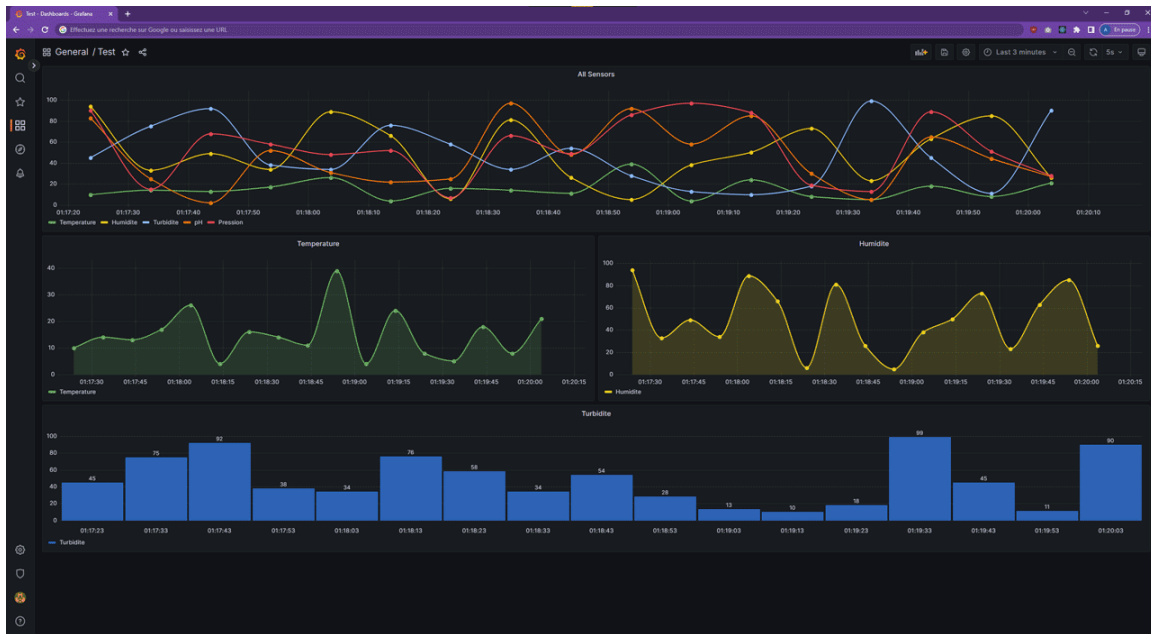 Test - Dashboards - Grafana
Effectuez une recherche sur Google ou saisissez une URL
En pause
General / Test
Last 3 minutes
5s
All Sensors
100
80
60
40
20
0
01:17:20 01:17:30 01:17:40 01:17:50 01:18:00 01:18:10 01:18:20 01:18:30 01:18:40 01:18:50 01:19:00 01:19:10 01:19:20 01:19:30 01:19:40 01:19:50 01:20:00 01:20:10
Temperature Humidite Turbidite pH Pression
Temperature
40
30
20
10
0
01:17:30 01:17:45 01:18:00 01:18:15 01:18:30 01:18:45 01:19:00 01:19:15 01:19:30 01:19:45 01:20:00 01:20:15
Temperature
Humidite
100
80
60
40
20
0
01:17:30 01:17:45 01:18:00 01:18:15 01:18:30 01:18:45 01:19:00 01:19:15 01:19:30 01:19:45 01:20:00 01:20:15
Humidite
Turbidite
100
80
60
40
20
0
45 75 92 38 34 76 58 34 54 28 13 10 18 99 45 11 90
01:17:23 01:17:33 01:17:43 01:17:53 01:18:03 01:18:13 01:18:23 01:18:33 01:18:43 01:18:53 01:19:03 01:19:13 01:19:23 01:19:33 01:19:43 01:19:53 01:20:03
Turbidite